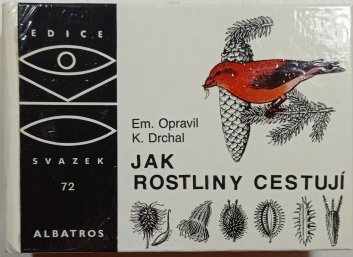 EDICE
SVAZEK
72
ALBATROS
Em. Opravil
K. Drchal
JAK
ROSTLINY CESTUJÍ